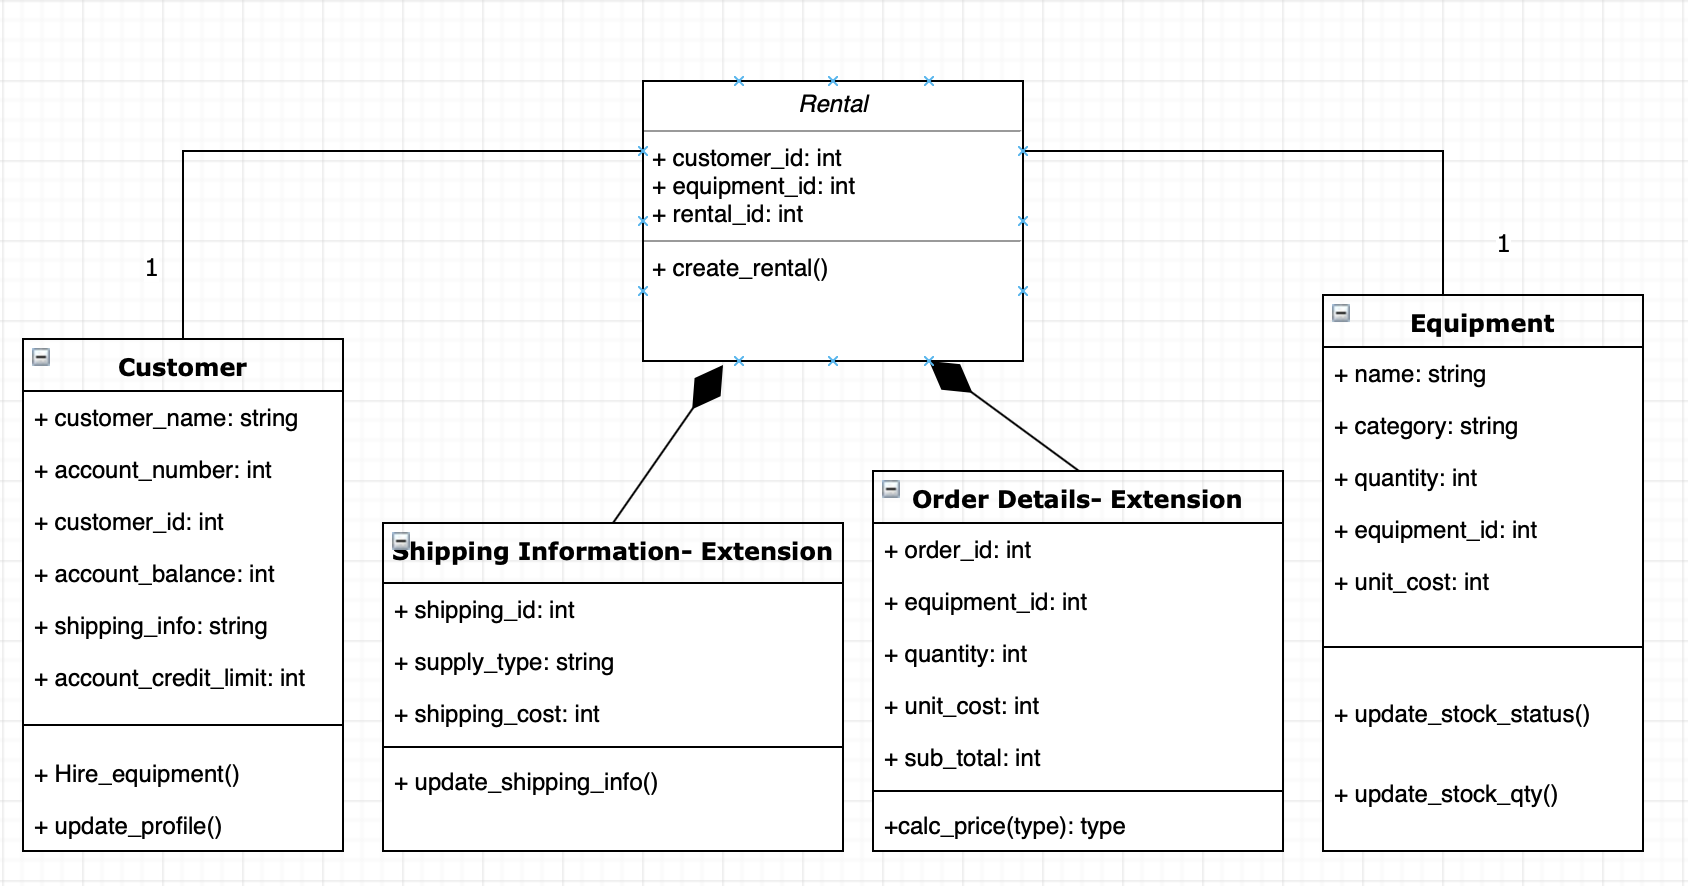 Rental
+ customer_id: int
+ equipment_id: int
+ rental_id: int
+ create_rental()
1
1
Customer
+ customer_name: string
+ account_number: int
+ customer_id: int
+ account_balance: int
+ shipping_info: string
+ account_credit_limit: int
+ Hire_equipment()
+ update_profile()
Shipping Information- Extension
+ shipping_id: int
+ supply_type: string
+ shipping_cost: int
+ update_shipping_info()
Order Details- Extension
+ order_id: int
+ equipment_id: int
+ quantity: int
+ unit_cost: int
+ sub_total: int
+calc_price(type): type
Equipment
+ name: string
+ category: string
+ quantity: int
+ equipment_id: int
+ unit_cost: int
+ update_stock_status()
+ update_stock_qty()